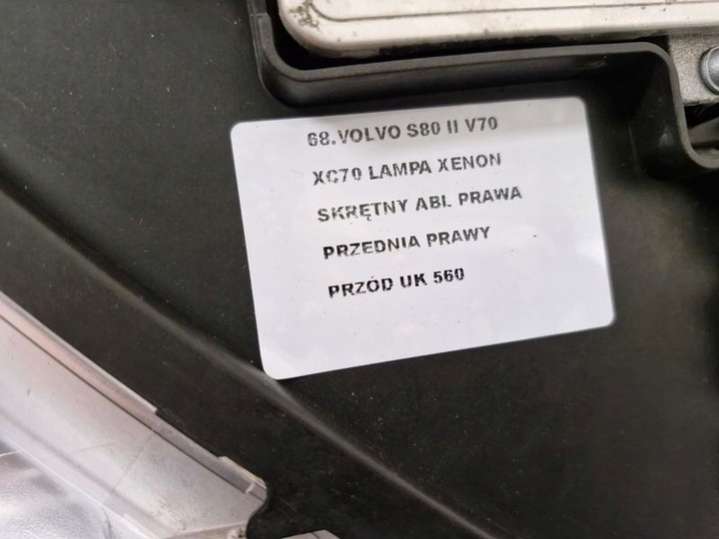 68.VOLVO S80 II V70
XC70 LAMPA XENON
SKRĘTNY ABL PRAWA
PRZEDNIA PRAWY
PRZÓD UK 560